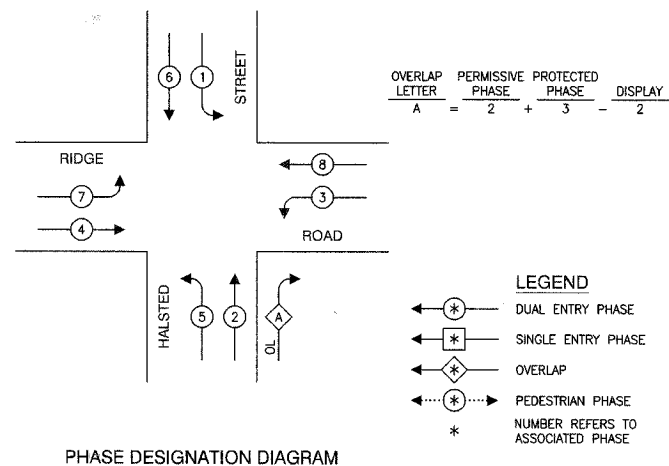 6 1
STREET
OVERLAP PERMISSIVE PROTECTED
LETTER PHASE PHASE DISPLAY
A = 2 + 3 - 2
RIDGE
8
7
3
4
ROAD
HALSTED
5
2
A
OL
LEGEND
* DUAL ENTRY PHASE
* SINGLE ENTRY PHASE
* OVERLAP
* PEDESTRIAN PHASE
* NUMBER REFERS TO
ASSOCIATED PHASE
PHASE DESIGNATION DIAGRAM